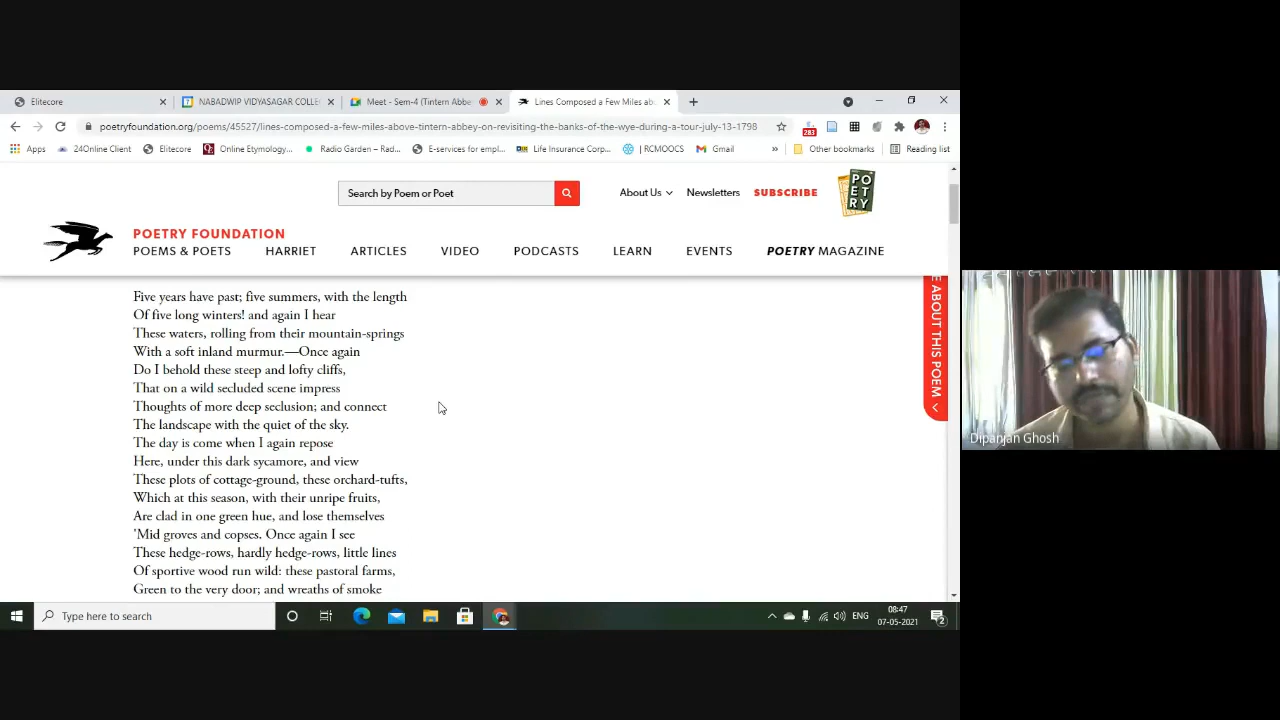 Elitecore
NABADWIP VIDYASAGAR COLLE
Meet - Sem-4 (Tintern Abbe
Lines Composed a Few Miles ab
poetryfoundation.org/poems/45527/lines-composed-a-few-miles-above-tintern-abbey-on-revisiting-the-banks-of-the-wye-during-a-tour-july-13-1798
283
Apps
24Online Client
Elitecore
Online Etymology...
Radio Garden – Rad...
E-services for empl...
Life Insurance Corp...
| RCMOOCS
Gmail
»
Other bookmarks
Reading list
Search by Poem or Poet
About Us
Newsletters
SUBSCRIBE
PO
ET
RY
POETRY FOUNDATION
POEMS & POETS
HARRIET
ARTICLES
VIDEO
PODCASTS
LEARN
EVENTS
POETRY MAGAZINE
Five years have past; five summers, with the length
Of five long winters! and again I hear
These waters, rolling from their mountain-springs
With a soft inland murmur.—Once again
Do I behold these steep and lofty cliffs,
That on a wild secluded scene impress
Thoughts of more deep seclusion; and connect
The landscape with the quiet of the sky.
The day is come when I again repose
Here, under this dark sycamore, and view
These plots of cottage-ground, these orchard-tufts,
Which at this season, with their unripe fruits,
Are clad in one green hue, and lose themselves
'Mid groves and copses. Once again I see
These hedge-rows, hardly hedge-rows, little lines
Of sportive wood run wild: these pastoral farms,
Green to the very door; and wreaths of smoke
ABOUT THIS POEM
Dipanjan Ghosh
Type here to search
ENG
08:47
07-05-2021
2